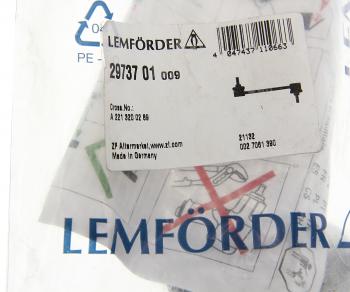 04
PE -
LEMFÖRDER
4 047437 110663
29737 01 009
Cross.No.:
A 221 320 02 89
ZF Aftermarket,www.zf.com
Made in Germany
21132
002 7061 390
LEMFÖRDER